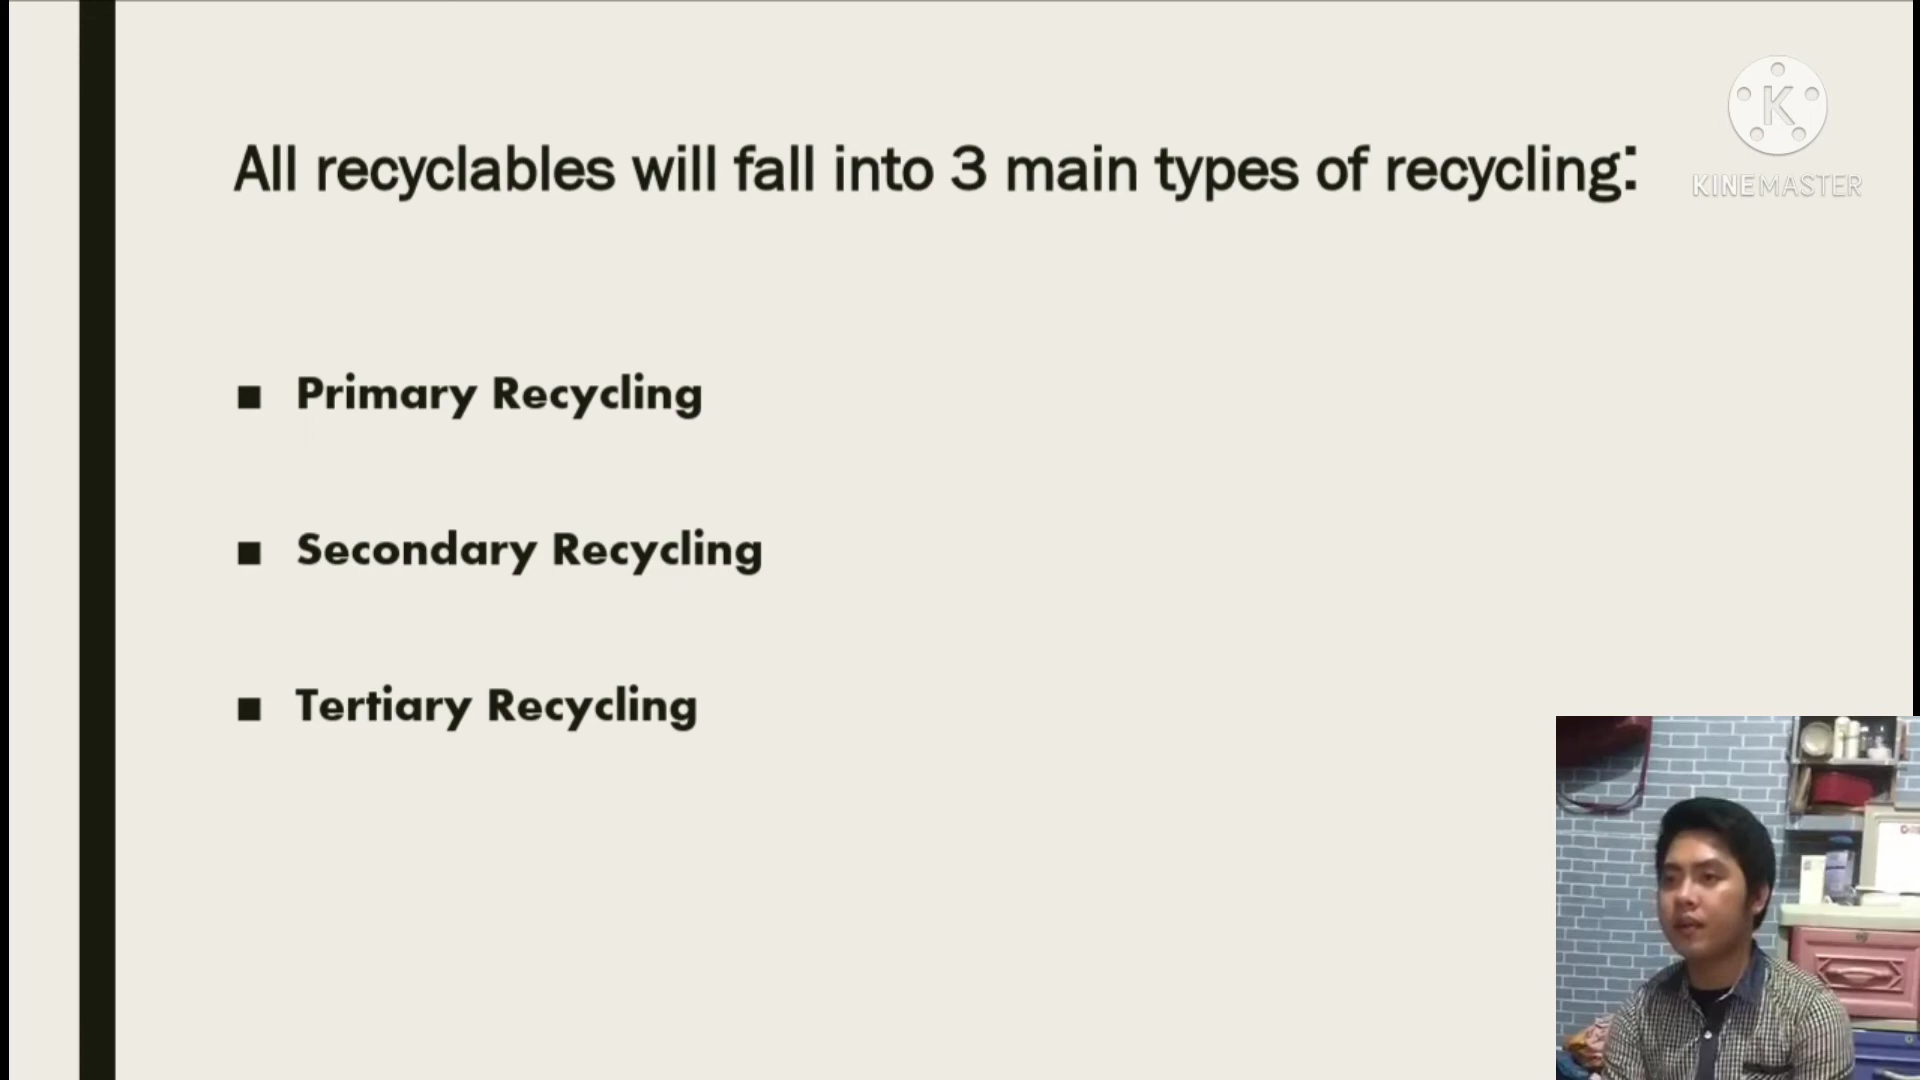 All recyclables will fall into 3 main types of recycling:
K
KINEMASTER
■ Primary Recycling
■ Secondary Recycling
■ Tertiary Recycling